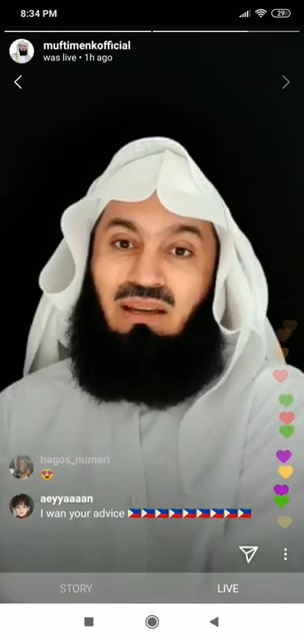 8:34 PM
29
muftimenkofficial
was live • 1h ago
hagos_numeri
😍
aeyyaaaan
I wan your advice 🇵🇭🇵🇭🇵🇭🇵🇭🇵🇭🇵🇭🇵🇭🇵🇭🇵🇭
STORY
LIVE